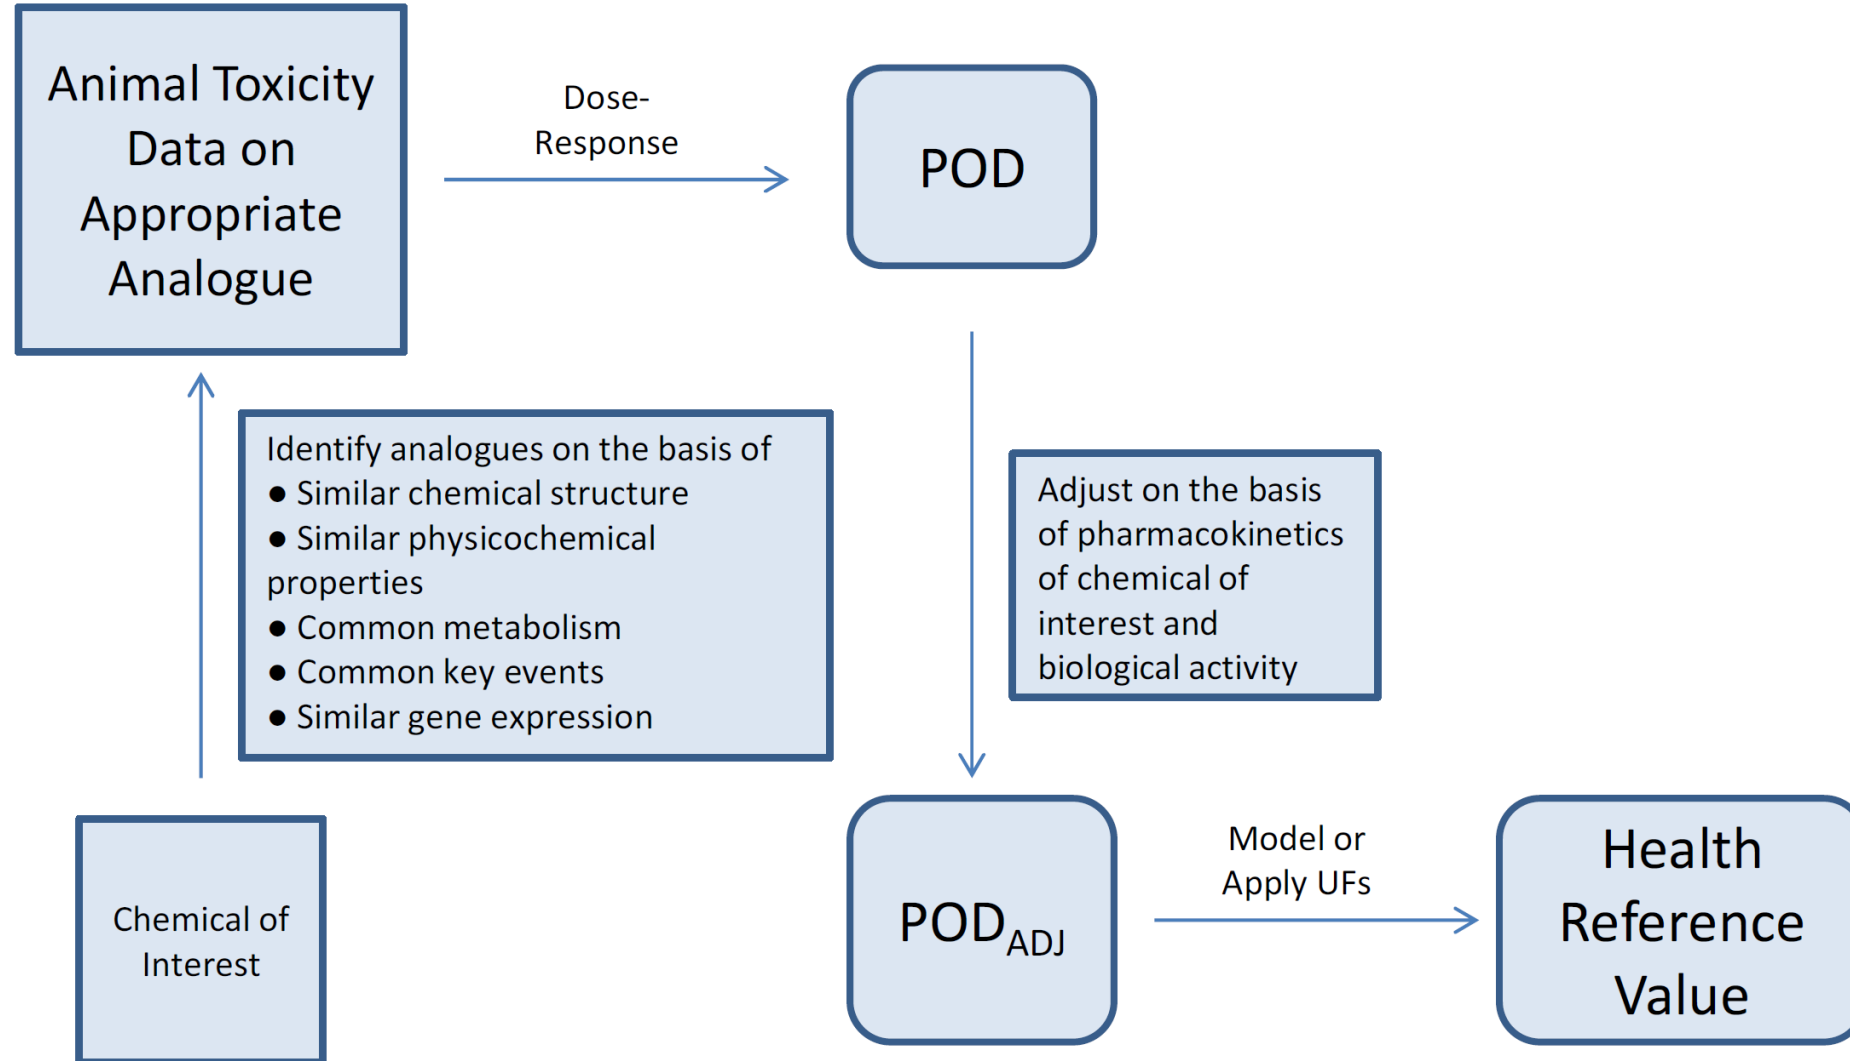 Animal Toxicity
Data on
Appropriate
Analogue
Dose-
Response
POD
Identify analogues on the basis of
● Similar chemical structure
● Similar physicochemical
properties
● Common metabolism
● Common key events
● Similar gene expression
Adjust on the basis
of pharmacokinetics
of chemical of
interest and
biological activity
Chemical of
Interest
POD_ADJ
Model or
Apply UFs
Health
Reference
Value